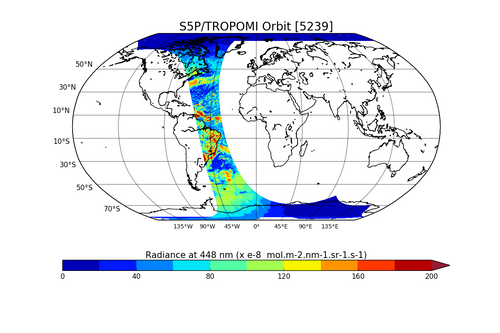 S5P/TROPOMI Orbit [5239]
50°N
30°N
10°N
10°S
30°S
50°S
70°S
135°W 90°W 45°W 0° 45°E 90°E 135°E
Radiance at 448 nm (x e-8 mol.m-2.nm-1.sr-1.s-1)
0 40 80 120 160 200